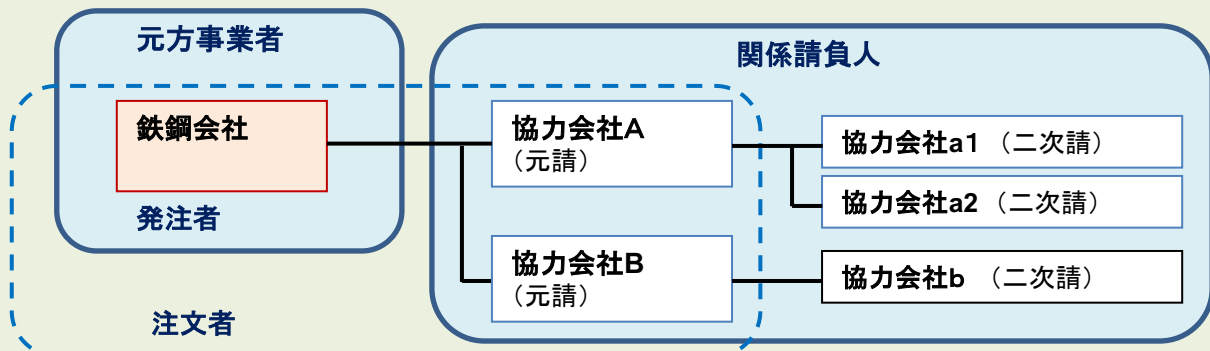 元方事業者
関係請負人
鉄鋼会社
協力会社A
(元請)
協力会社a1 (二次請)
協力会社a2 (二次請)
発注者
協力会社B
(元請)
協力会社b (二次請)
注文者